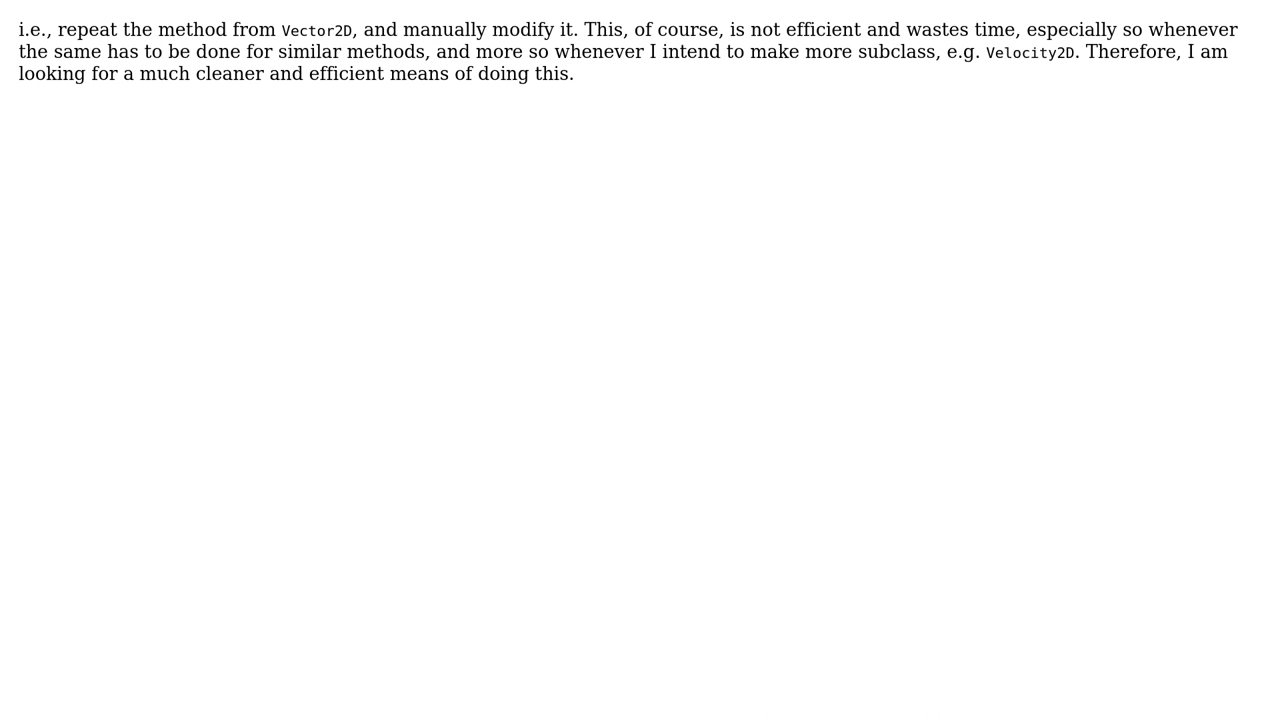 i.e., repeat the method from Vector2D, and manually modify it. This, of course, is not efficient and wastes time, especially so whenever
the same has to be done for similar methods, and more so whenever I intend to make more subclass, e.g. Velocity2D. Therefore, I am
looking for a much cleaner and efficient means of doing this.